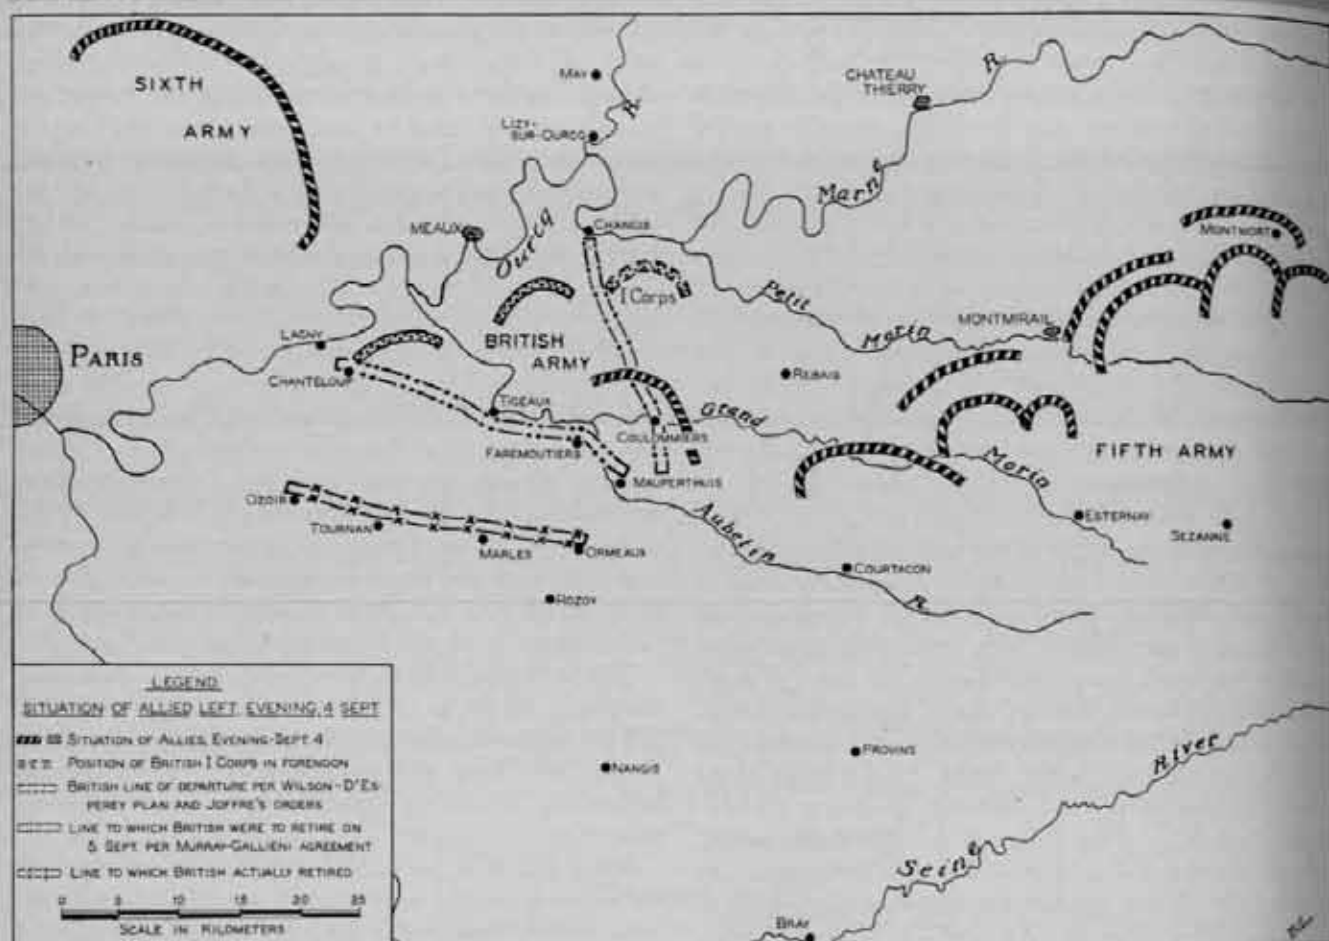 SIXTH
ARMY
MAY
CHATEAU
THIERRY
R.
LIZY-
SUR-OURCQ
R
Marne
MEAUX
Ourcq
CHANGIS
MONTMORT
I Corps
Petit
Morin
MONTMIRAIL
LAGNY
BRITISH
ARMY
PARIS
CHANTELOUP
REBAIS
TIGEAUX
Grand
COULOMMIERS
FAREMOUTIERS
Morin
FIFTH ARMY
MAUPERTHUIS
OZOIR
Aubetin
ESTERNAY
TOURNAN
SEZANNE
MARLES
ORMEAUX
COURTACON
R.
ROZOY
LEGEND
SITUATION OF ALLIED LEFT, EVENING, 4 SEPT
SITUATION OF ALLIES, EVENING-SEPT. 4
POSITION OF BRITISH I CORPS IN FORENOON
BRITISH LINE OF DEPARTURE PER WILSON-D'ES-
PEREY PLAN AND JOFFRE'S ORDERS
LINE TO WHICH BRITISH WERE TO RETIRE ON
5 SEPT. PER MURRAY-GALLIENI AGREEMENT
LINE TO WHICH BRITISH ACTUALLY RETIRED
0 5 10 15 20 25
SCALE IN KILOMETERS
PROVINS
NANGIS
River
Seine
BRAY